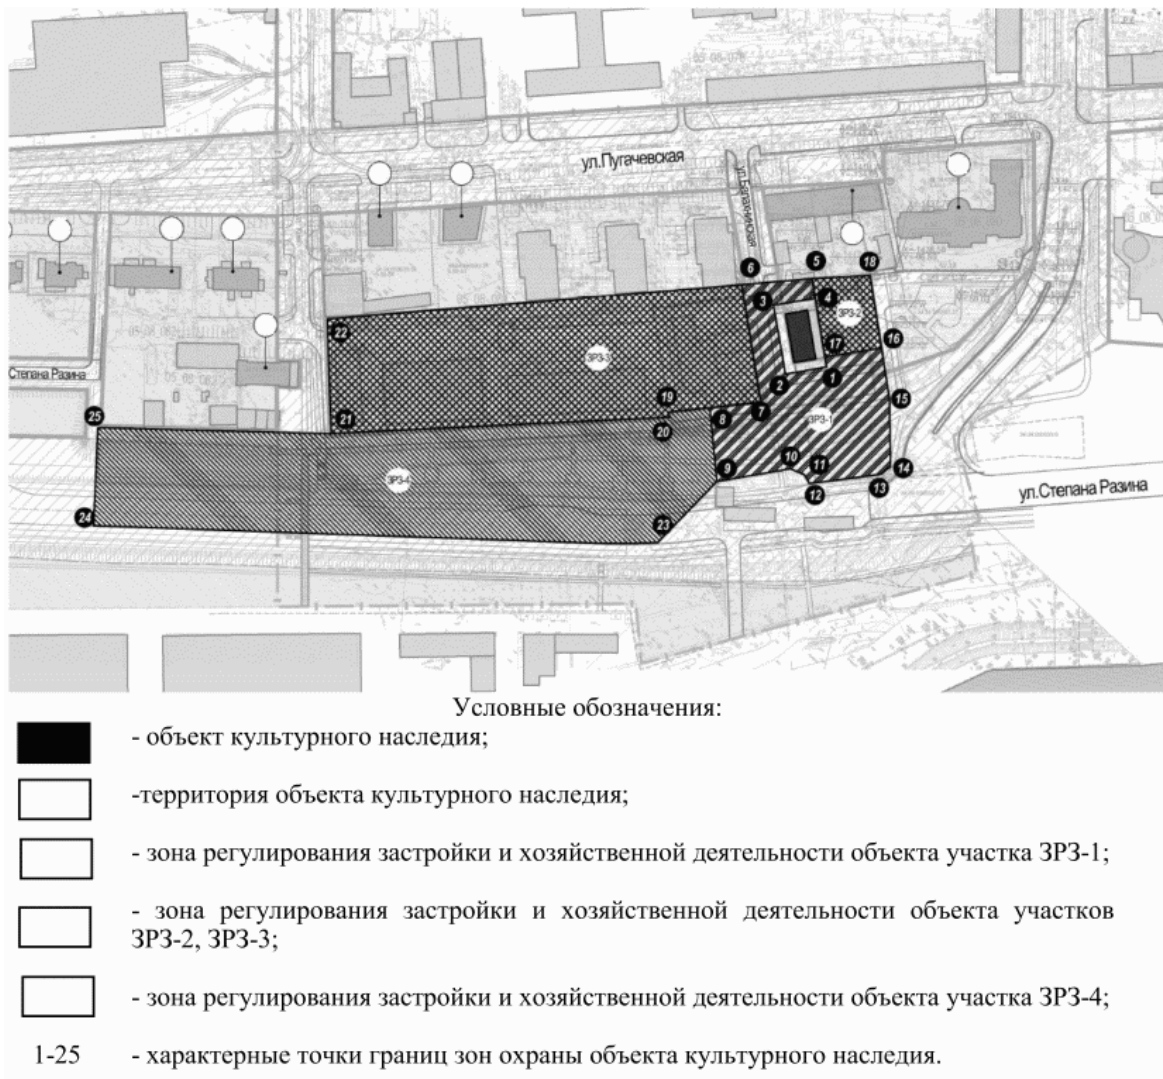 ул.Пугачевская
ул.Балахнинская
6
5
18
3
4
ЗРЗ-2
22
17
16
ЗРЗ-3
1
2
Степана Разина
19
15
25
21
8
7
20
ЗРЗ-1
10
11
9
14
ЗРЗ-4
12
13
ул.Степана Разина
24
23
Условные обозначения:
- объект культурного наследия;
-территория объекта культурного наследия;
- зона регулирования застройки и хозяйственной деятельности объекта участка ЗРЗ-1;
- зона регулирования застройки и хозяйственной деятельности объекта участков
ЗРЗ-2, ЗРЗ-3;
- зона регулирования застройки и хозяйственной деятельности объекта участка ЗРЗ-4;
1-25 - характерные точки границ зон охраны объекта культурного наследия.